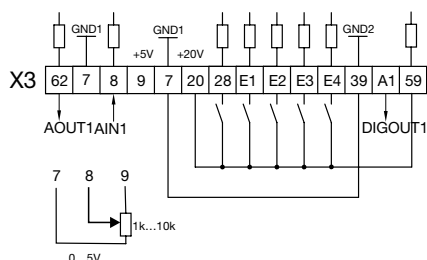 GND1 GND1 GND2
+5V +20V
X3 62 7 8 9 7 20 28 E1 E2 E3 E4 39 A1 59
AOUT1 AIN1 DIGOUT1
7 8 9
1k...10k
0...5V